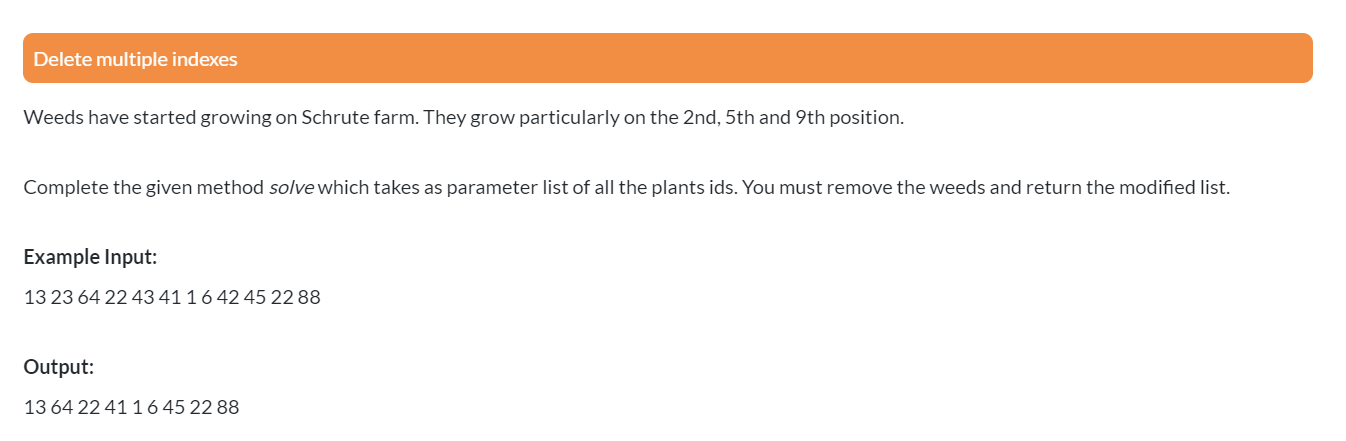 Delete multiple indexes
Weeds have started growing on Schrute farm. They grow particularly on the 2nd, 5th and 9th position.
Complete the given method solve which takes as parameter list of all the plants ids. You must remove the weeds and return the modified list.
Example Input:
13 23 64 22 43 41 1 6 42 45 22 88
Output:
13 64 22 41 1 6 45 22 88